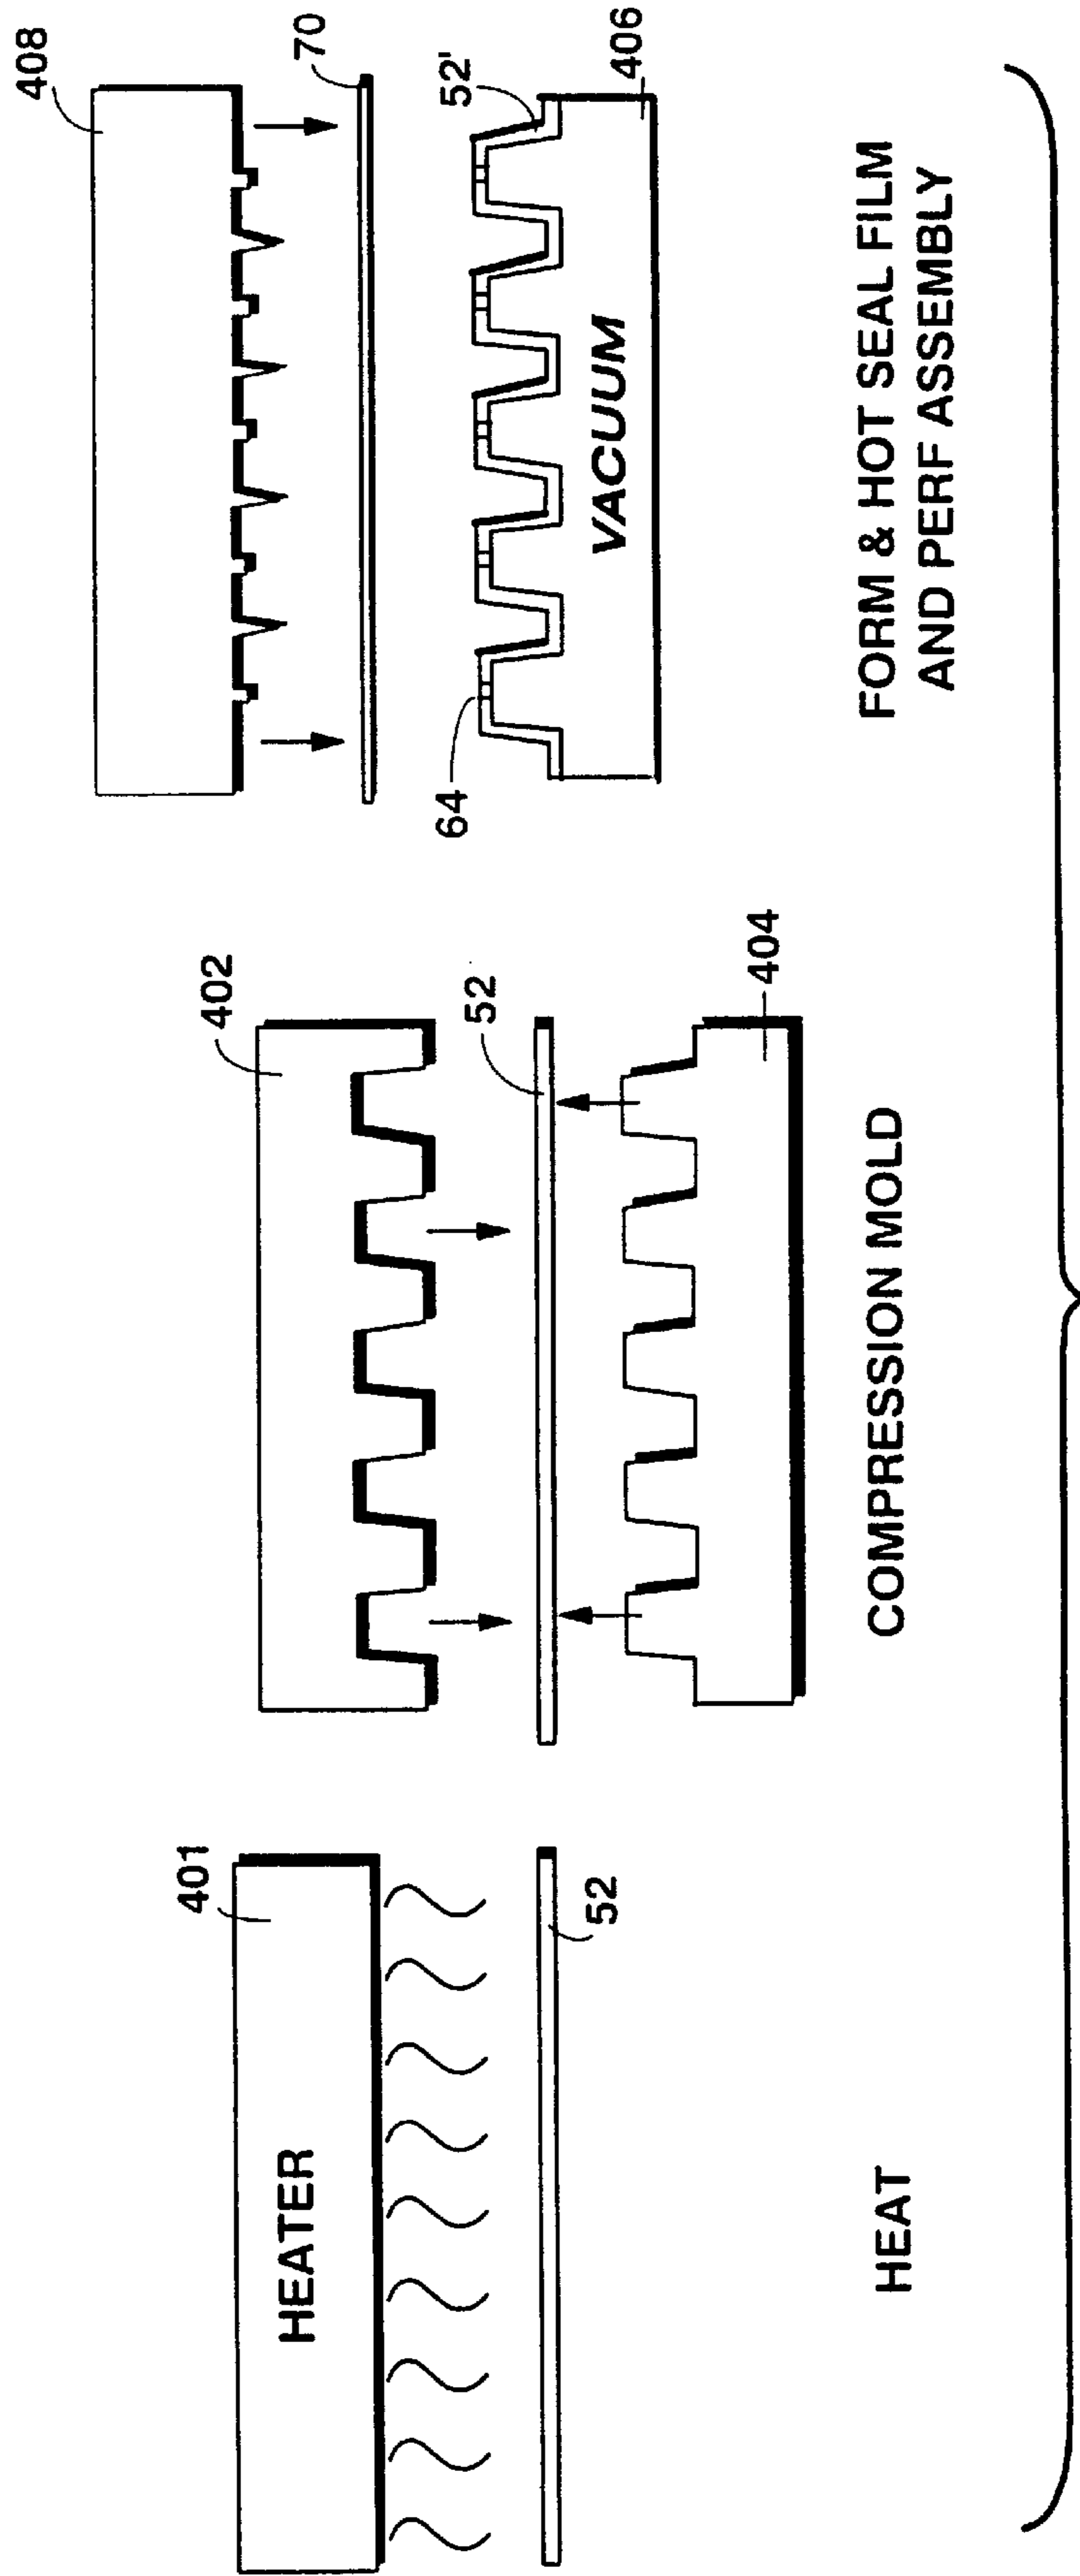 HEATER
401
52
HEAT
402
52
404
COMPRESSION MOLD
408
70
52'
64
VACUUM
406
FORM & HOT SEAL FILM
AND PERF ASSEMBLY